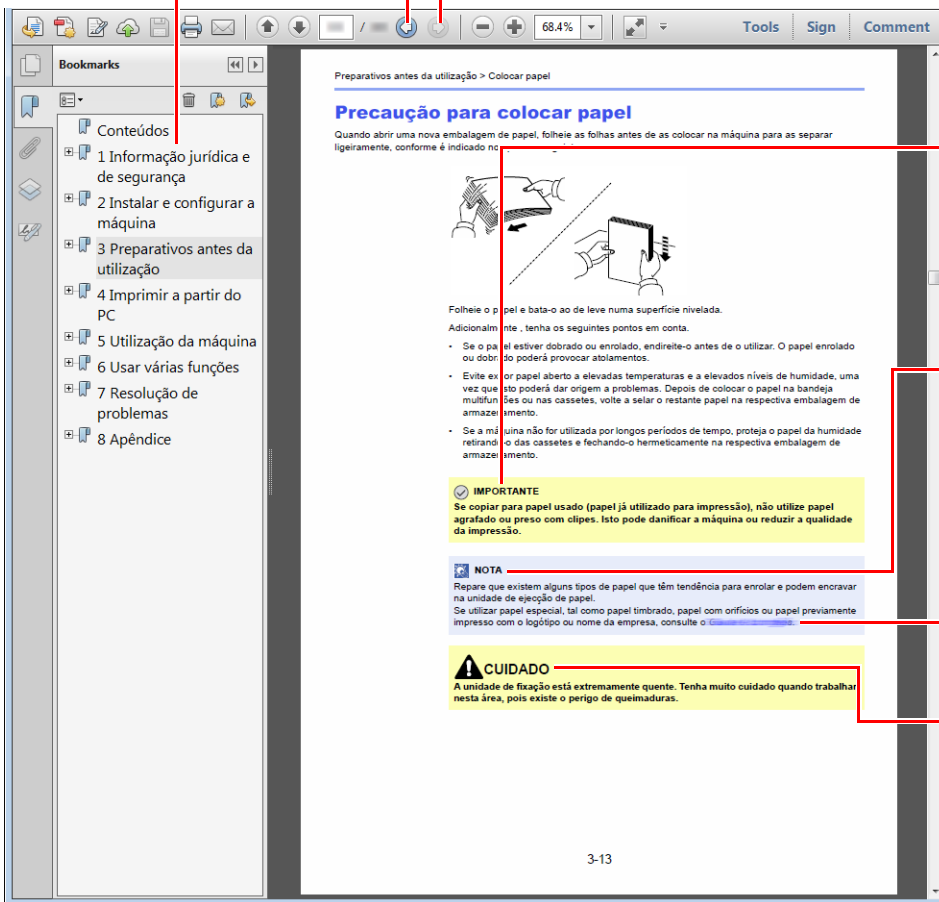 / 68.4% Tools Sign Comment
Bookmarks
Conteúdos
1 Informação jurídica e
de segurança
2 Instalar e configurar a
máquina
3 Preparativos antes da
utilização
4 Imprimir a partir do
PC
5 Utilização da máquina
6 Usar várias funções
7 Resolução de
problemas
8 Apêndice
Preparativos antes da utilização > Colocar papel
Precaução para colocar papel
Quando abrir uma nova embalagem de papel, folheie as folhas antes de as colocar na máquina para as separar
ligeiramente, conforme é indicado
Folheie o papel e bata-o ao de leve numa superfície nivelada.
Adicionalmente , tenha os seguintes pontos em conta.
• Se o papel estiver dobrado ou enrolado, endireite-o antes de o utilizar. O papel enrolado
ou dobrado poderá provocar atolamentos.
• Evite expor papel aberto a elevadas temperaturas e a elevados níveis de humidade, uma
vez que isto poderá dar origem a problemas. Depois de colocar o papel na bandeja
multifunções ou nas cassetes, volte a selar o restante papel na respectiva embalagem de
armazenamento.
• Se a máquina não for utilizada por longos períodos de tempo, proteja o papel da humidade
retirando-o das cassetes e fechando-o hermeticamente na respectiva embalagem de
armazenamento.
IMPORTANTE
Se copiar para papel usado (papel já utilizado para impressão), não utilize papel
agrafado ou preso com clipes. Isto pode danificar a máquina ou reduzir a qualidade
da impressão.
NOTA
Repare que existem alguns tipos de papel que têm tendência para enrolar e podem encravar
na unidade de ejecção de papel.
Se utilizar papel especial, tal como papel timbrado, papel com orifícios ou papel previamente
impresso com o logótipo ou nome da empresa, consulte o
CUIDADO
A unidade de fixação está extremamente quente. Tenha muito cuidado quando trabalhar
nesta área, pois existe o perigo de queimaduras.
3-13